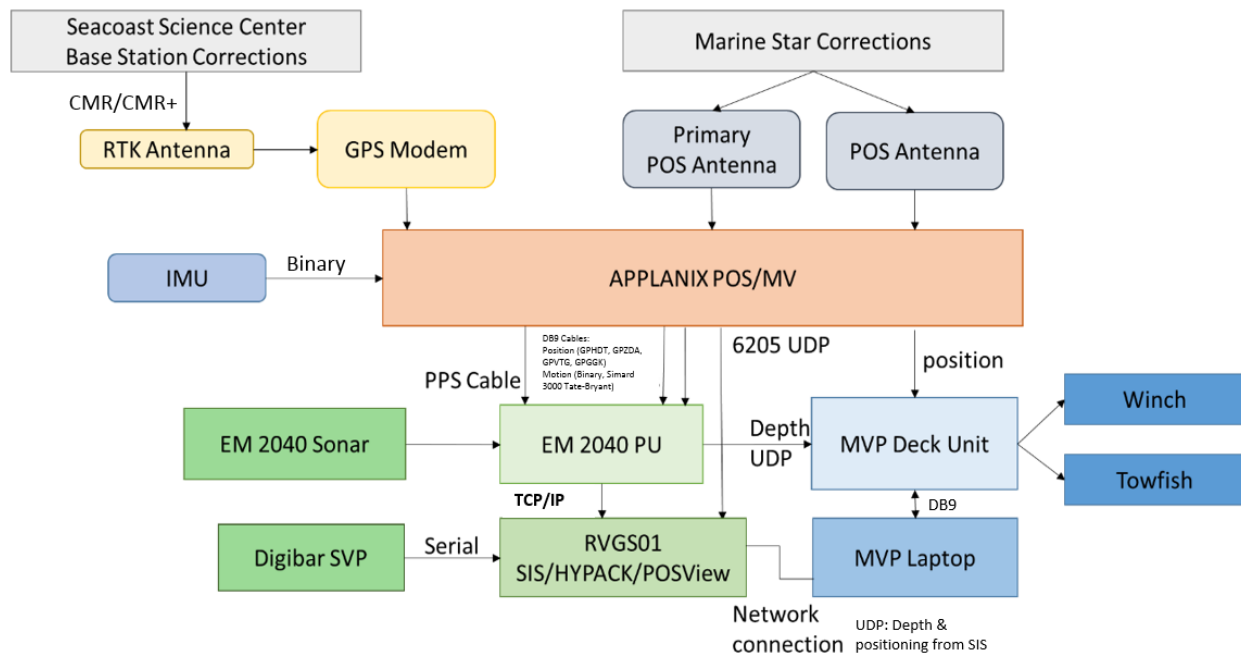 Seacoast Science Center
Base Station Corrections
Marine Star Corrections
CMR/CMR+
RTK Antenna
GPS Modem
Primary
POS Antenna
POS Antenna
IMU
Binary
APPLANIX POS/MV
PPS Cable
DB9 Cables:
Position (GPHDT, GPZDA,
GPVTG, GPGGK)
Motion (Binary, Simard
3000 Tate-Bryant)
6205 UDP
position
EM 2040 Sonar
EM 2040 PU
Depth
UDP
MVP Deck Unit
Winch
Towfish
TCP/IP
DB9
Digibar SVP
Serial
RVGS01
SIS/HYPACK/POSView
MVP Laptop
Network
connection
UDP: Depth &
positioning from SIS